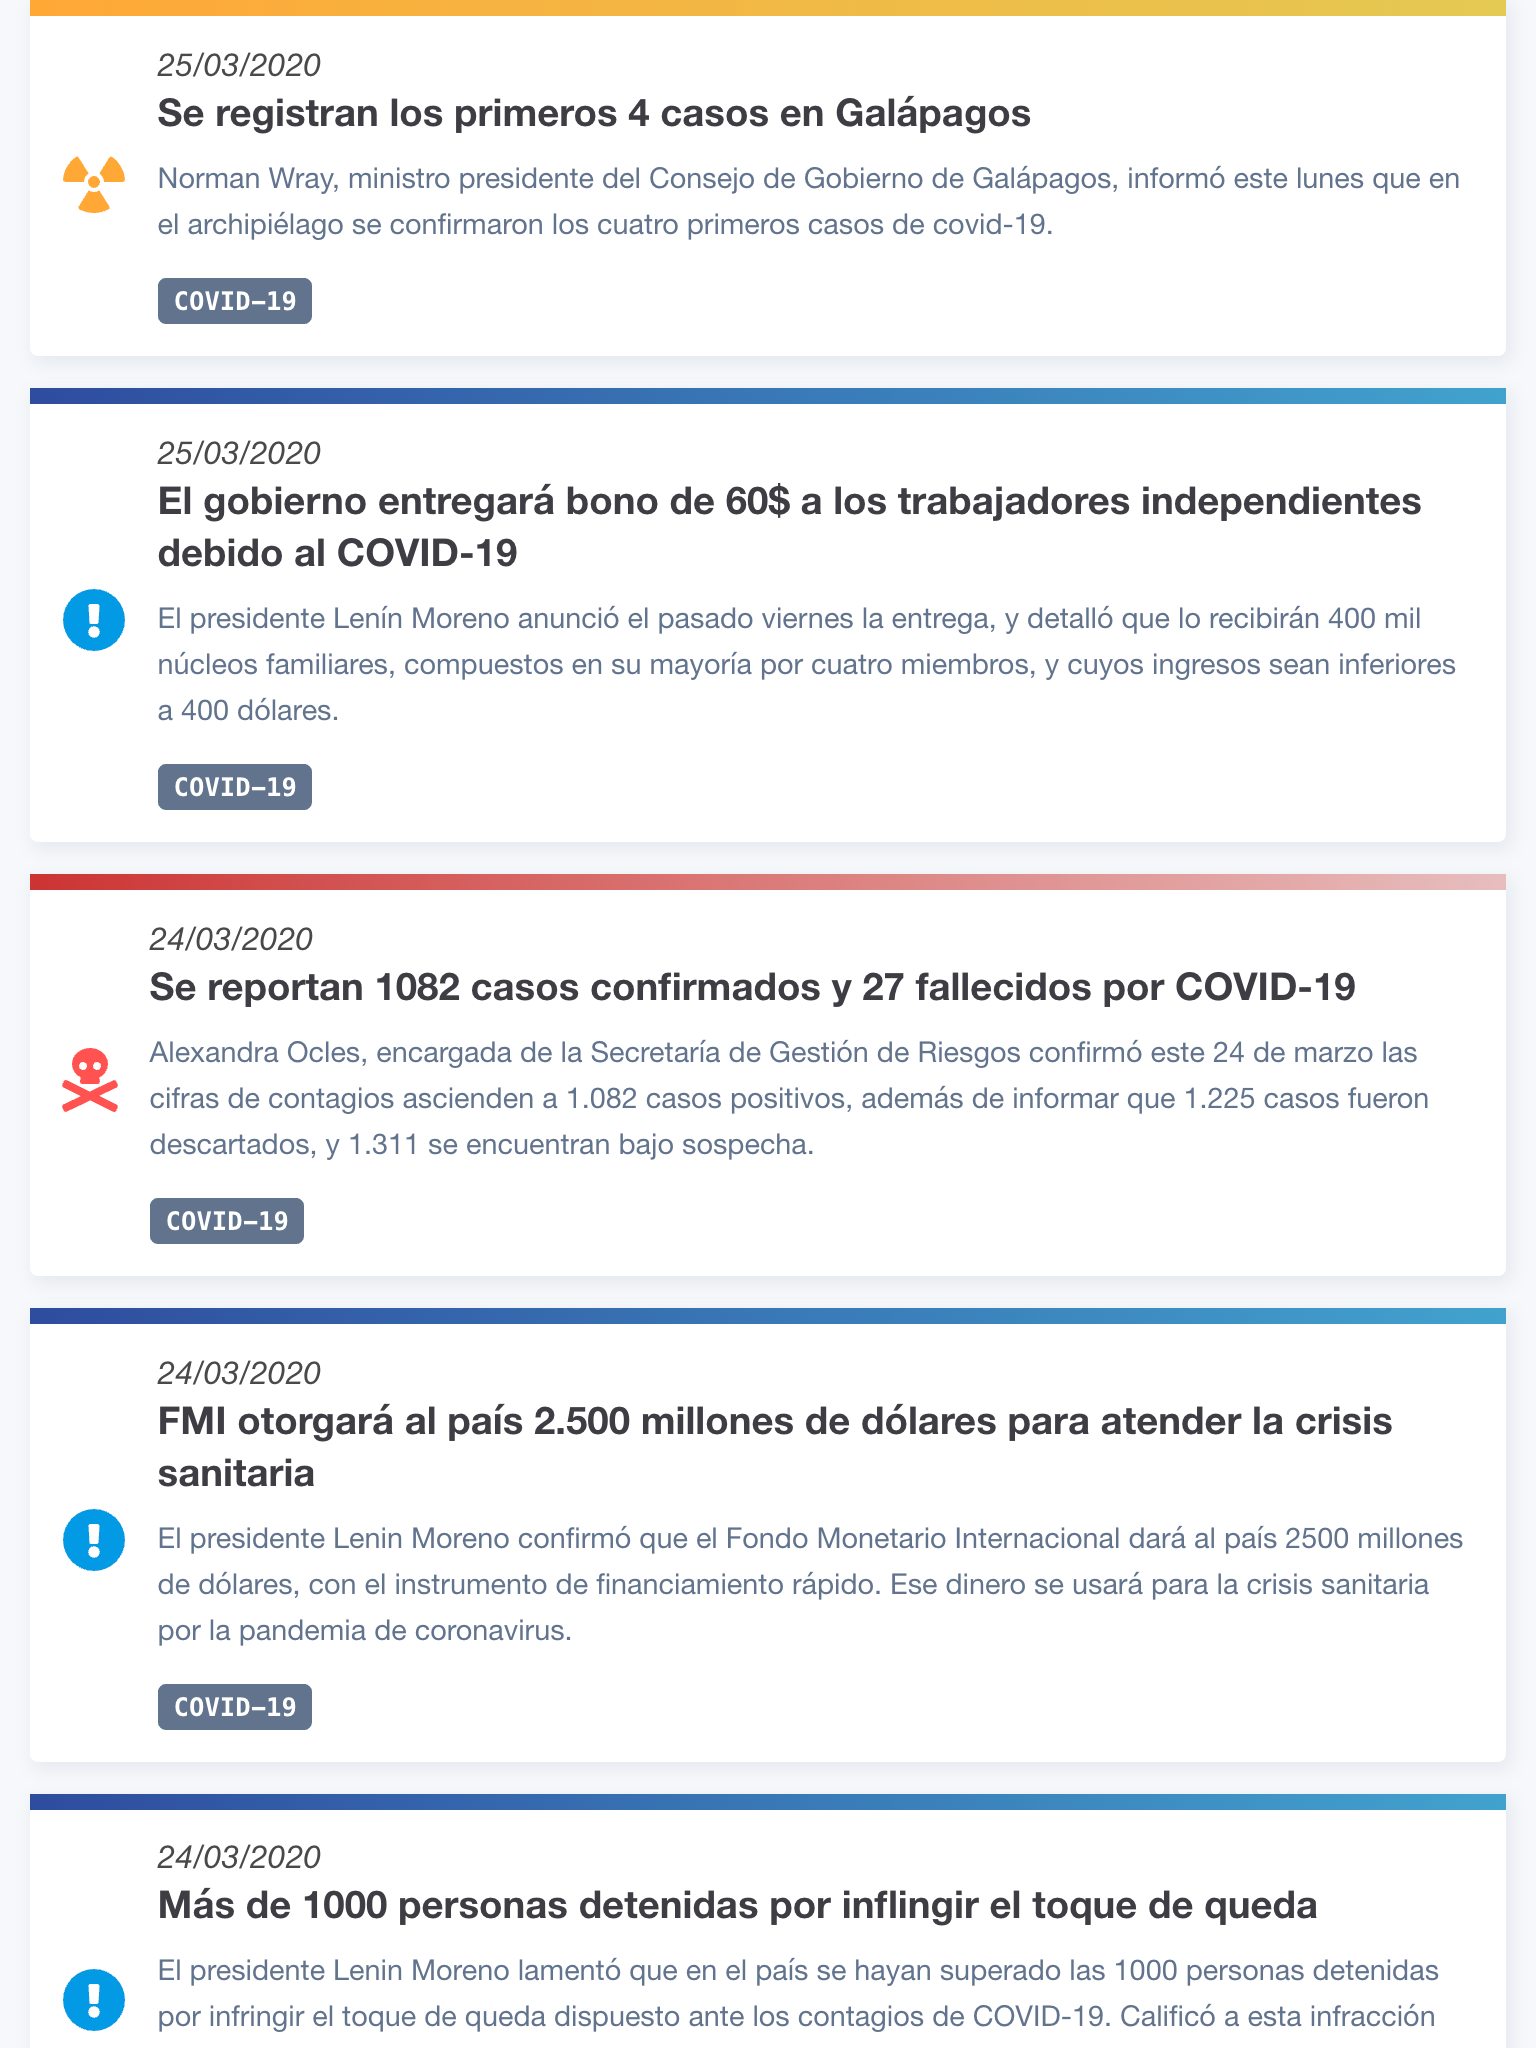 25/03/2020
Se registran los primeros 4 casos en Galápagos
Norman Wray, ministro presidente del Consejo de Gobierno de Galápagos, informó este lunes que en
el archipiélago se confirmaron los cuatro primeros casos de covid-19.
COVID-19
25/03/2020
El gobierno entregará bono de 60$ a los trabajadores independientes
debido al COVID-19
El presidente Lenín Moreno anunció el pasado viernes la entrega, y detalló que lo recibirán 400 mil
núcleos familiares, compuestos en su mayoría por cuatro miembros, y cuyos ingresos sean inferiores
a 400 dólares.
COVID-19
24/03/2020
Se reportan 1082 casos confirmados y 27 fallecidos por COVID-19
Alexandra Ocles, encargada de la Secretaría de Gestión de Riesgos confirmó este 24 de marzo las
cifras de contagios ascienden a 1.082 casos positivos, además de informar que 1.225 casos fueron
descartados, y 1.311 se encuentran bajo sospecha.
COVID-19
24/03/2020
FMI otorgará al país 2.500 millones de dólares para atender la crisis
sanitaria
El presidente Lenin Moreno confirmó que el Fondo Monetario Internacional dará al país 2500 millones
de dólares, con el instrumento de financiamiento rápido. Ese dinero se usará para la crisis sanitaria
por la pandemia de coronavirus.
COVID-19
24/03/2020
Más de 1000 personas detenidas por inflingir el toque de queda
El presidente Lenin Moreno lamentó que en el país se hayan superado las 1000 personas detenidas
por infringir el toque de queda dispuesto ante los contagios de COVID-19. Calificó a esta infracción